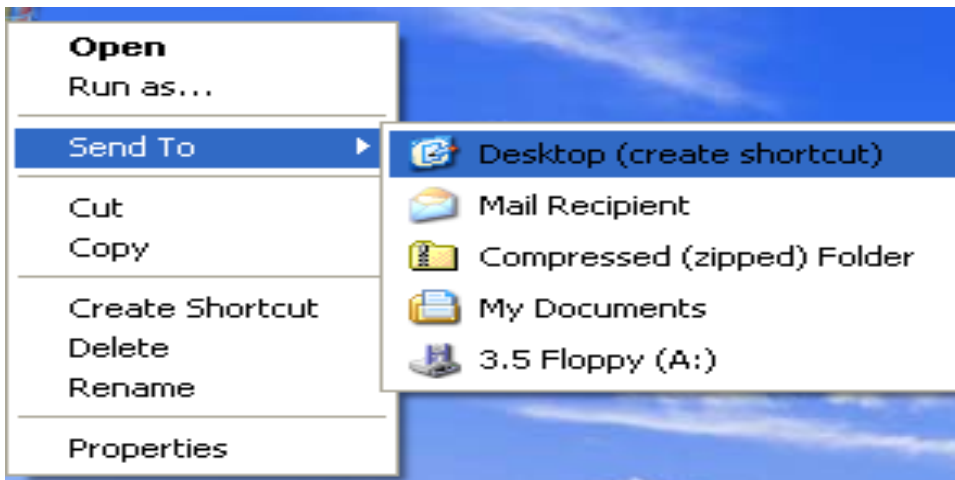 Open
Run as...
Send To
Cut
Copy
Create Shortcut
Delete
Rename
Properties
Desktop (create shortcut)
Mail Recipient
Compressed (zipped) Folder
My Documents
3.5 Floppy (A:)